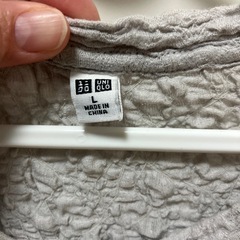 ユニ UNI
クロ QLO
L
MADE IN
CHINA